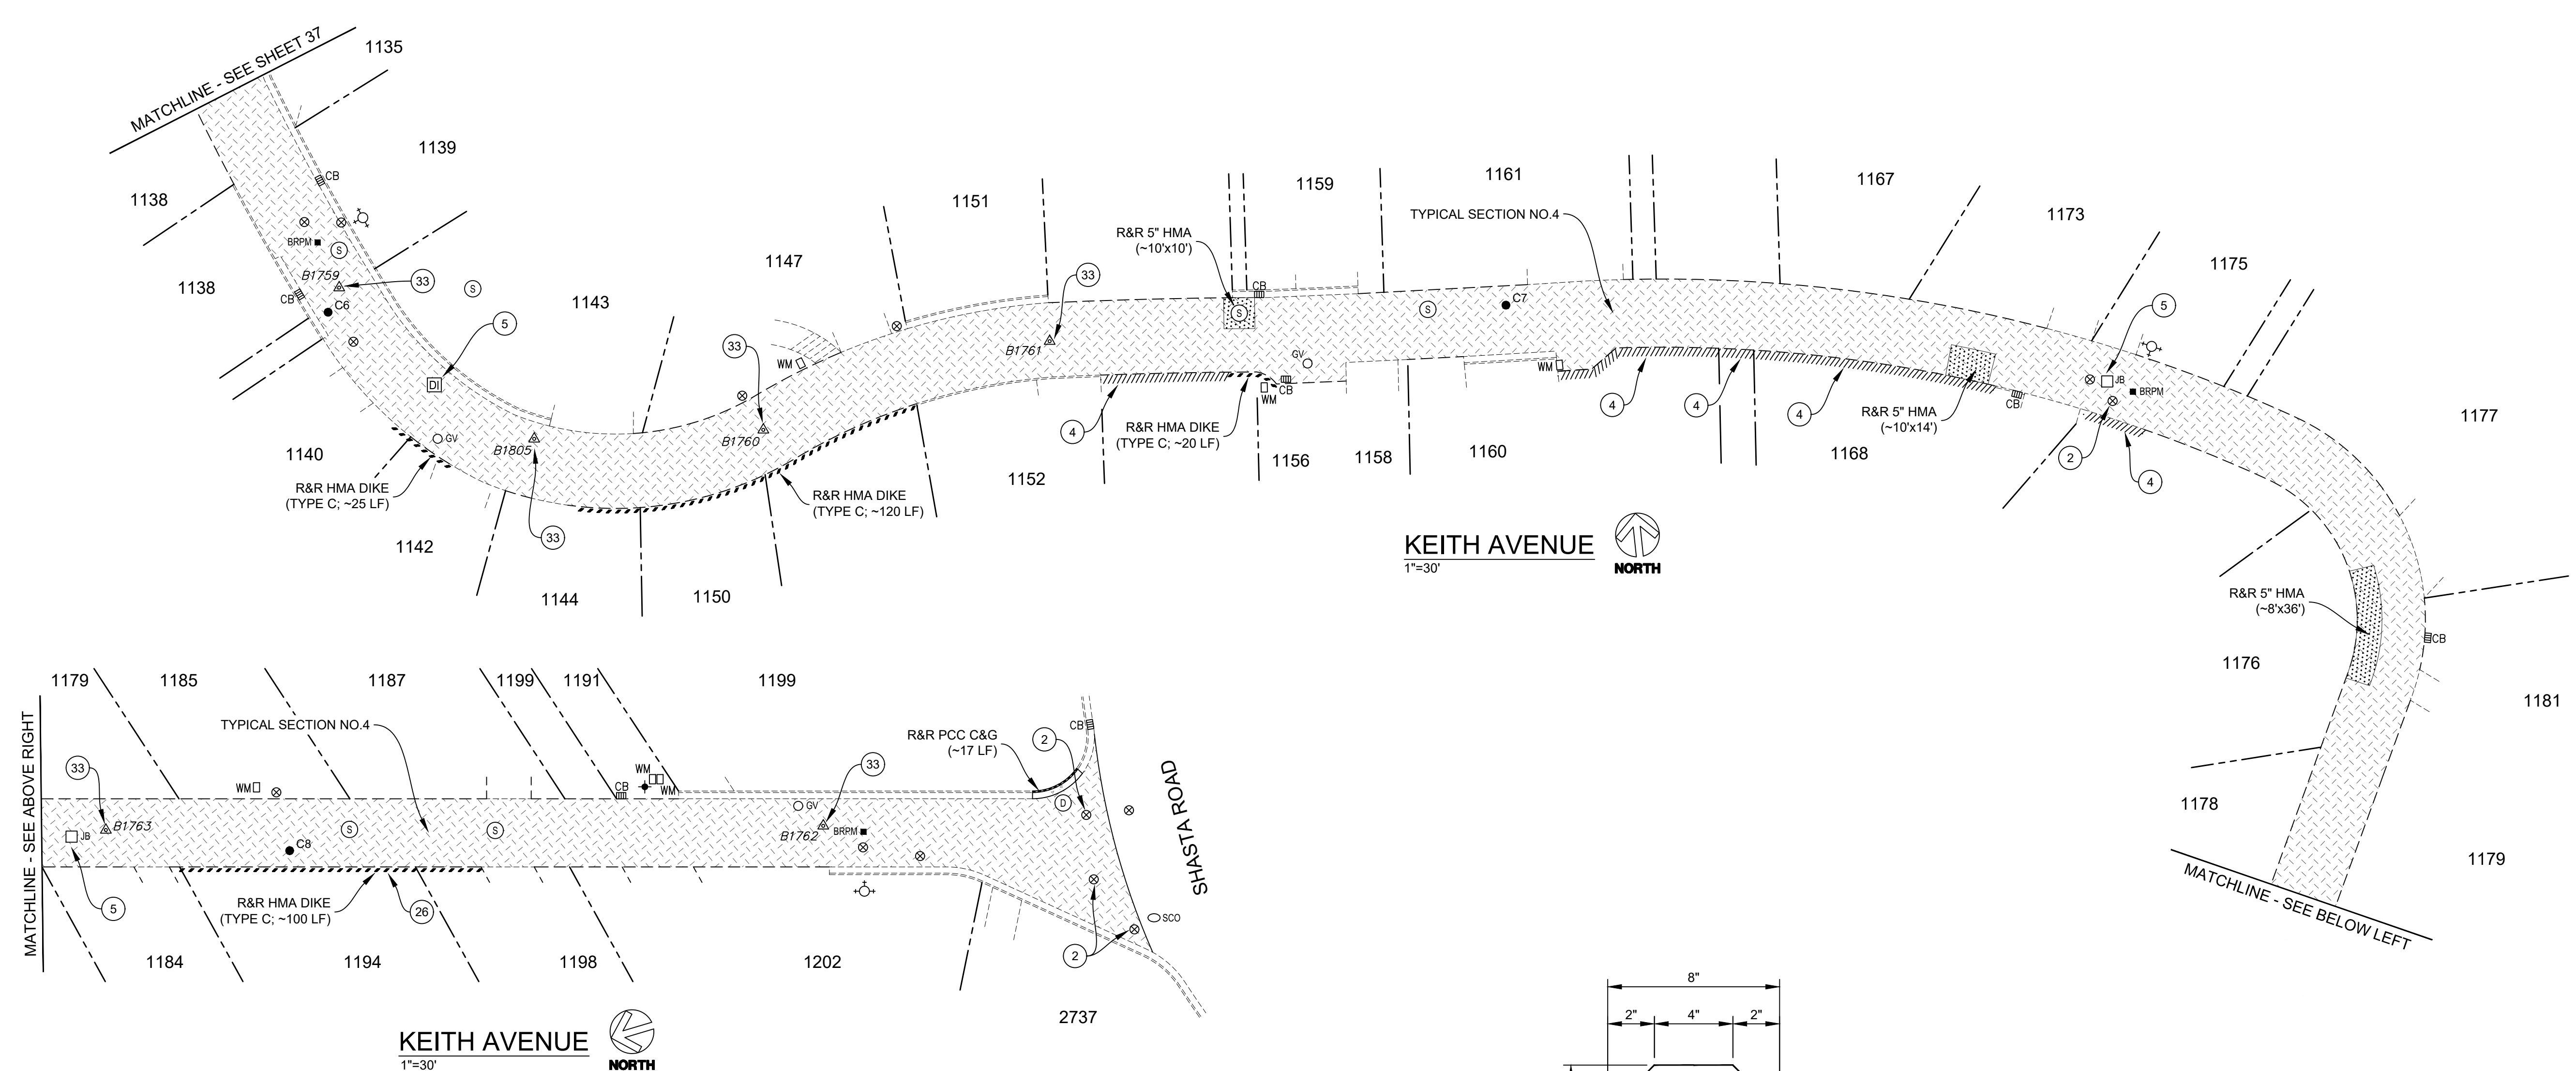 MATCHLINE - SEE SHEET 37
1135
1139
1138
CB
BRPM
S
B1759
33
1138
CB
C6
S
1143
5
DI
GV
B1805
33
1140
R&R HMA DIKE
(TYPE C; ~25 LF)
1142
1144
1150
1147
WM
33
B1760
R&R HMA DIKE
(TYPE C; ~120 LF)
1151
33
B1761
1152
4
R&R 5" HMA
(~10'x10')
S
CB
1159
GV
CB
WM
R&R HMA DIKE
(TYPE C; ~20 LF)
1156
1158
1161
TYPICAL SECTION NO.4
S
C7
WM
1160
4
4
4
1167
1168
R&R 5" HMA
(~10'x14')
CB
1173
1175
5
JB
BRPM
2
4
1177
R&R 5" HMA
(~8'x36')
1176
CB
1181
1178
1179
MATCHLINE - SEE BELOW LEFT
KEITH AVENUE
1"=30'
NORTH
MATCHLINE - SEE ABOVE RIGHT
1179
1185
1187
1199
1191
1199
TYPICAL SECTION NO.4
33
B1763
JB
5
WM
C8
S
S
CB
WM
WM
R&R HMA DIKE
(TYPE C; ~100 LF)
26
GV
B1762
33
BRPM
R&R PCC C&G
(~17 LF)
2
CB
D
SHASTA ROAD
SCO
2
1184
1194
1198
1202
2737
KEITH AVENUE
1"=30'
NORTH
8"
2"
4"
2"